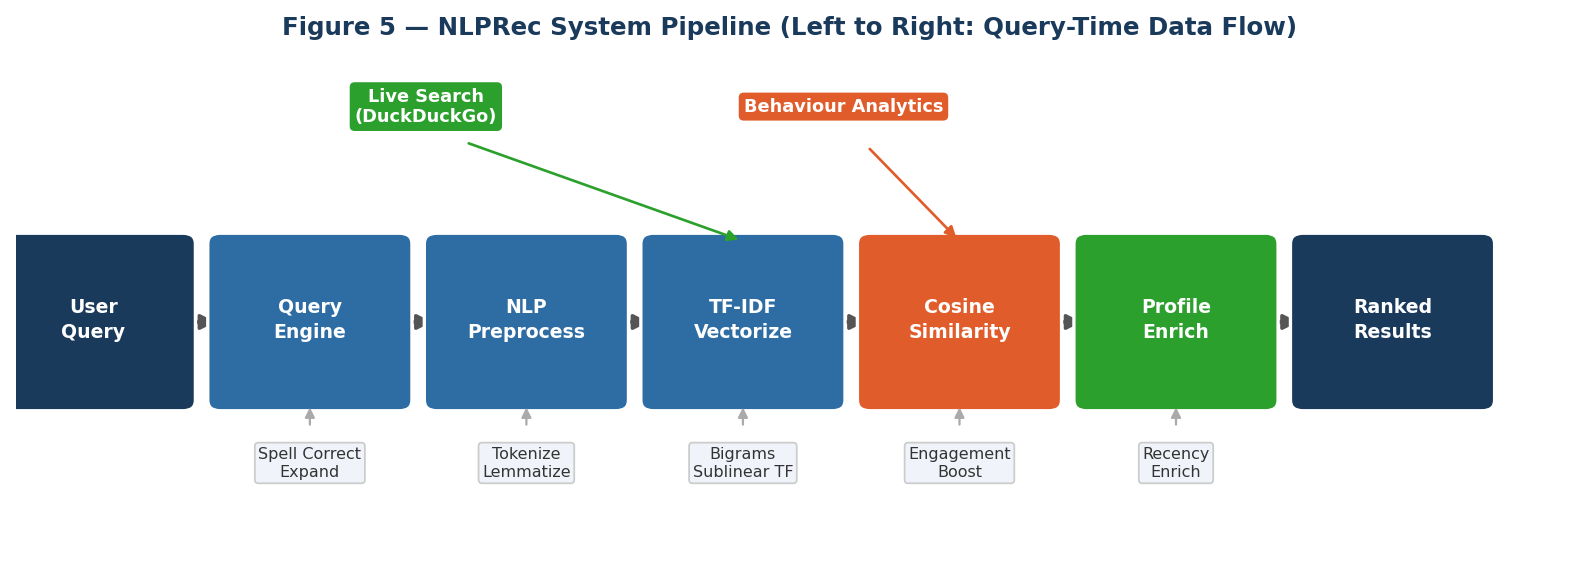 Figure 5 — NLPRec System Pipeline (Left to Right: Query-Time Data Flow)
Live Search
(DuckDuckGo)
Behaviour Analytics
User
Query
Query
Engine
NLP
Preprocess
TF-IDF
Vectorize
Cosine
Similarity
Profile
Enrich
Ranked
Results
Spell Correct
Expand
Tokenize
Lemmatize
Bigrams
Sublinear TF
Engagement
Boost
Recency
Enrich